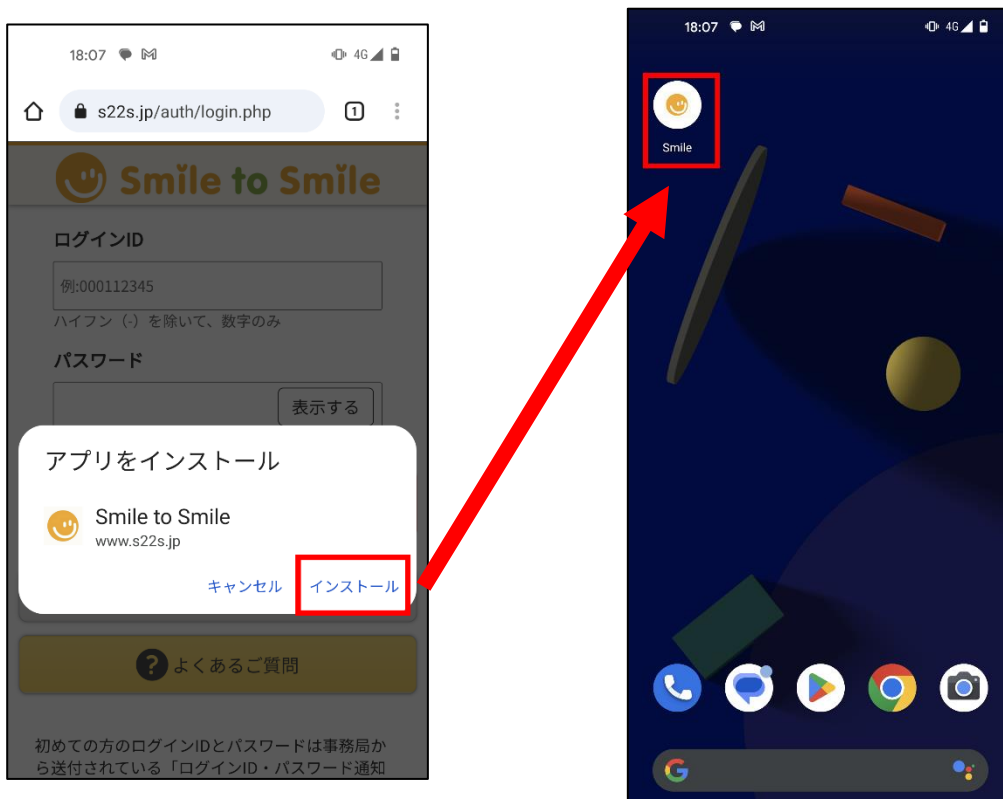 18:07
4G
s22s.jp/auth/login.php
1
Smile to Smile
ログインID
例:000112345
ハイフン（-）を除いて、数字のみ
パスワード
表示する
アプリをインストール
Smile to Smile
www.s22s.jp
キャンセル
インストール
?よくあるご質問
初めての方のログインIDとパスワードは事務局か
ら送付されている「ログインID・パスワード通知
18:07
4G
Smile
G